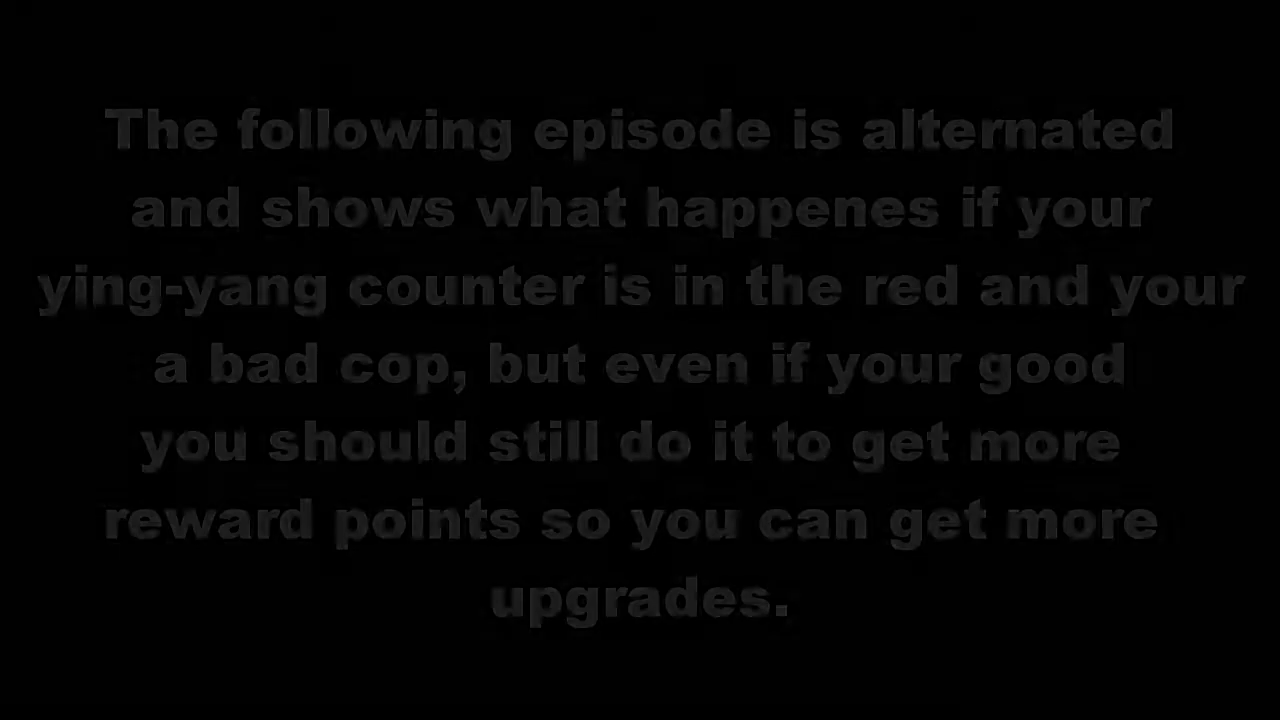 The following episode is alternated
and shows what happenes if your
ying-yang counter is in the red and your
a bad cop, but even if your good
you should still do it to get more
reward points so you can get more
upgrades.